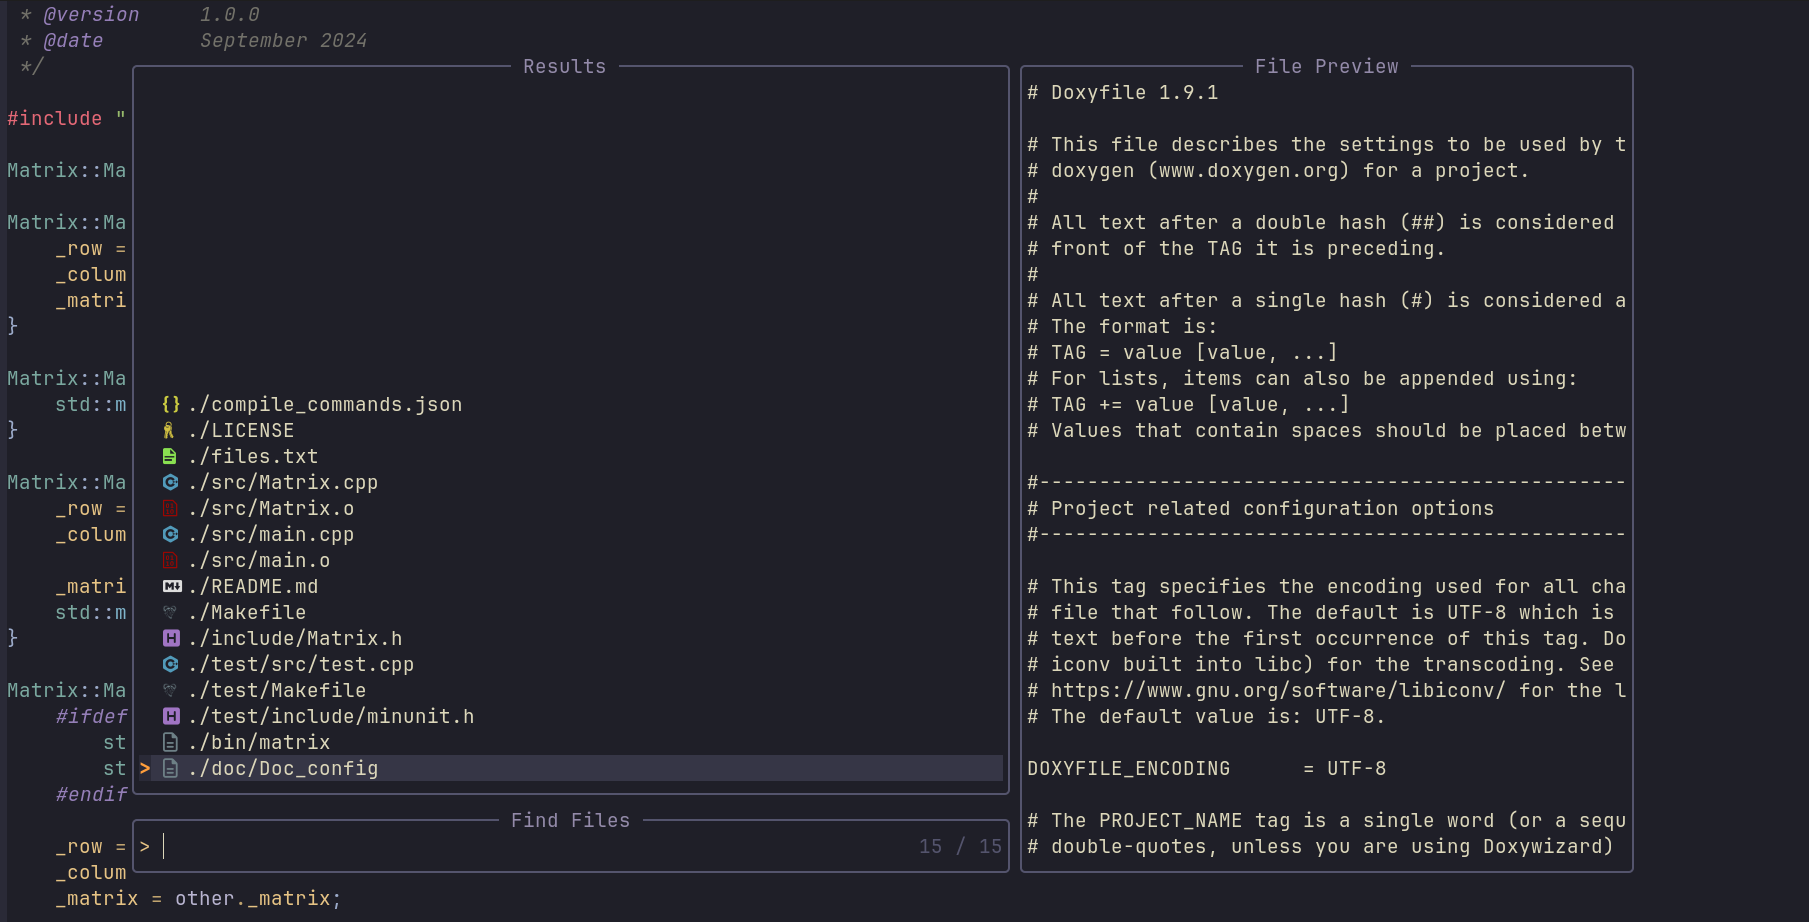 * @version     1.0.0
* @date        September 2024
*/
#include "
Matrix::Ma
Matrix::Ma
_row =
_colum
_matri
}
Matrix::Ma
std::m
}
Matrix::Ma
_row =
_colum
_matri
std::m
}
Matrix::Ma
#ifdef
st
st
#endif
_row =
_colum
_matrix = other._matrix;
Results
{} ./compile_commands.json
./LICENSE
./files.txt
./src/Matrix.cpp
./src/Matrix.o
./src/main.cpp
./src/main.o
./README.md
./Makefile
H ./include/Matrix.h
./test/src/test.cpp
./test/Makefile
H ./test/include/minunit.h
./bin/matrix
> ./doc/Doc_config
Find Files
> 15 / 15
File Preview
# Doxyfile 1.9.1
# This file describes the settings to be used by t
# doxygen (www.doxygen.org) for a project.
#
# All text after a double hash (##) is considered
# front of the TAG it is preceding.
#
# All text after a single hash (#) is considered a
# The format is:
# TAG = value [value, ...]
# For lists, items can also be appended using:
# TAG += value [value, ...]
# Values that contain spaces should be placed betw
#-------------------------------------------------
# Project related configuration options
#-------------------------------------------------
# This tag specifies the encoding used for all cha
# file that follow. The default is UTF-8 which is
# text before the first occurrence of this tag. Do
# iconv built into libc) for the transcoding. See
# https://www.gnu.org/software/libiconv/ for the l
# The default value is: UTF-8.
DOXYFILE_ENCODING      = UTF-8
# The PROJECT_NAME tag is a single word (or a sequ
# double-quotes, unless you are using Doxywizard)